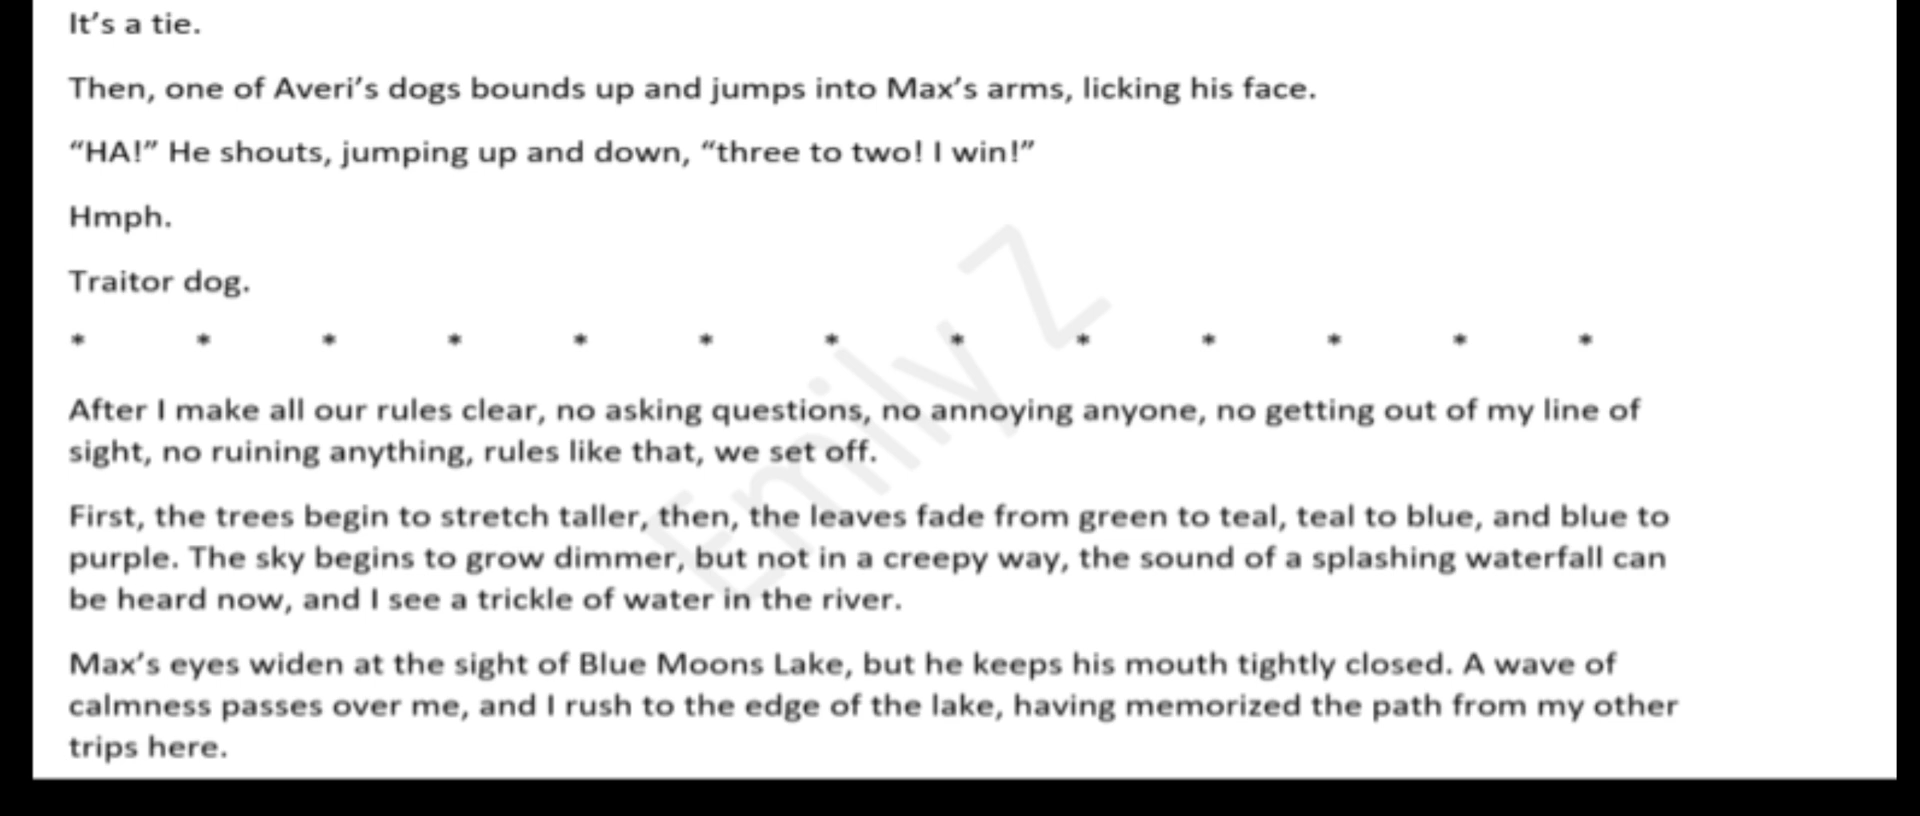 It’s a tie.
Then, one of Averi’s dogs bounds up and jumps into Max’s arms, licking his face.
“HA!” He shouts, jumping up and down, “three to two! I win!”
Hmph.
Traitor dog.
* * * * * * * * * * * * *
After I make all our rules clear, no asking questions, no annoying anyone, no getting out of my line of
sight, no ruining anything, rules like that, we set off.
First, the trees begin to stretch taller, then, the leaves fade from green to teal, teal to blue, and blue to
purple. The sky begins to grow dimmer, but not in a creepy way, the sound of a splashing waterfall can
be heard now, and I see a trickle of water in the river.
Max’s eyes widen at the sight of Blue Moons Lake, but he keeps his mouth tightly closed. A wave of
calmness passes over me, and I rush to the edge of the lake, having memorized the path from my other
trips here.
Emily Z